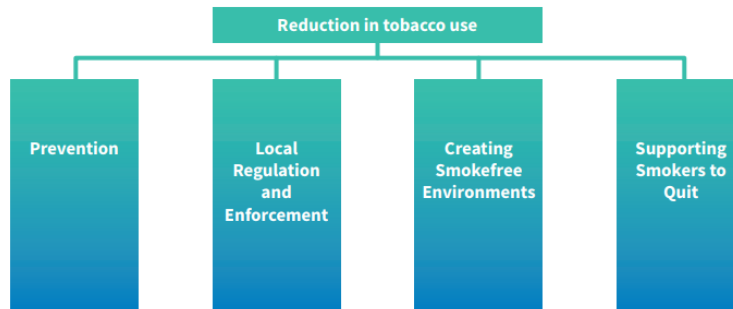 Reduction in tobacco use
Prevention
Local
Regulation
and
Enforcement
Creating
Smokefree
Environments
Supporting
Smokers to
Quit